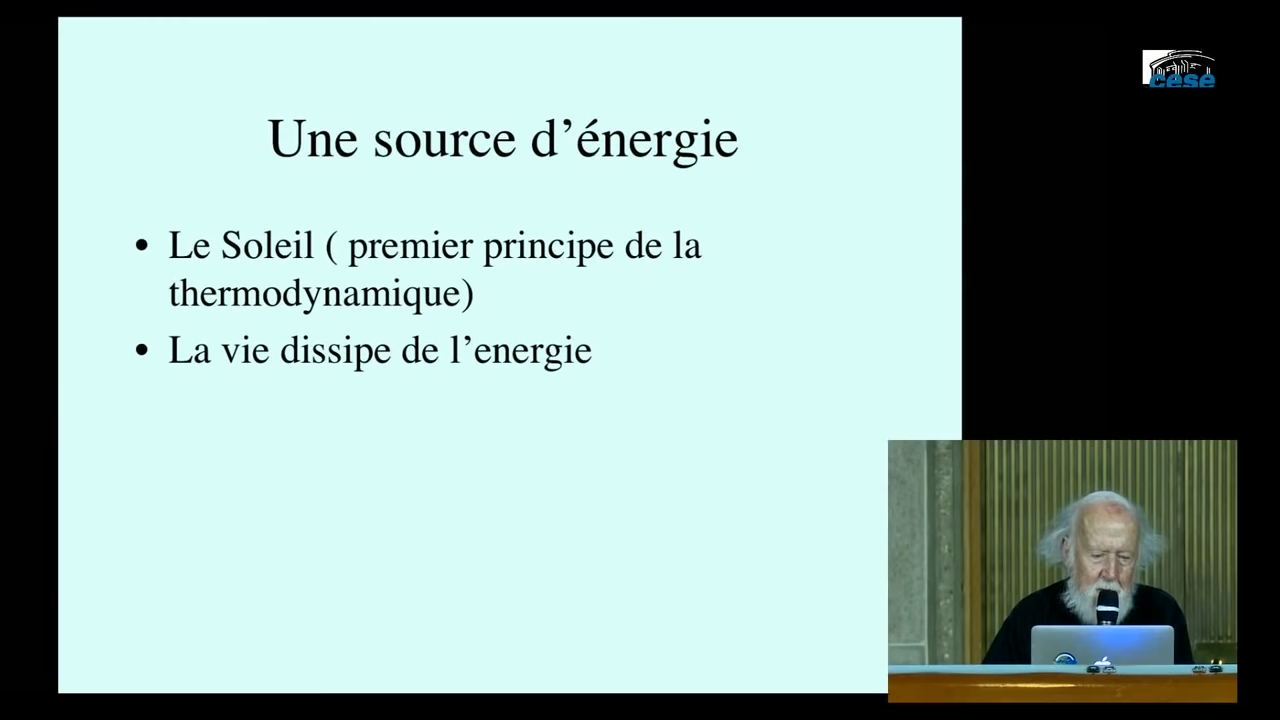 cese
Une source d’énergie
• Le Soleil ( premier principe de la
thermodynamique)
• La vie dissipe de l’energie